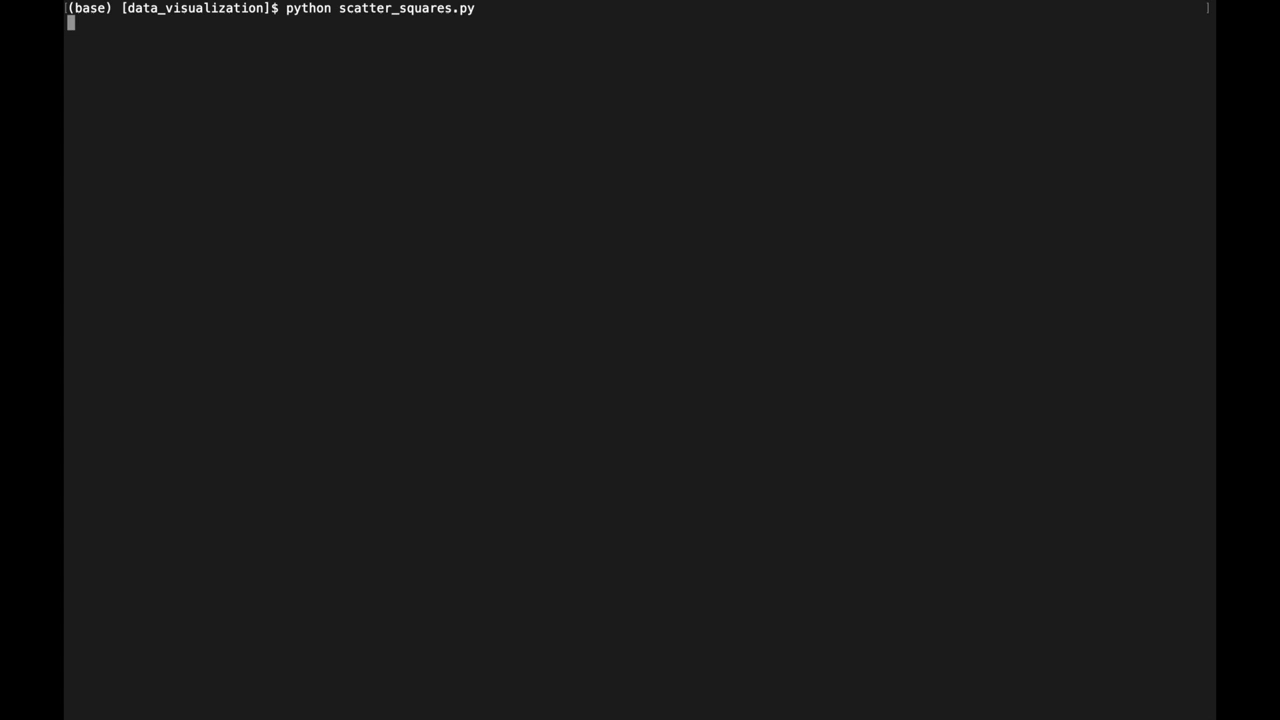 [(base) [data_visualization]$ python scatter_squares.py ]